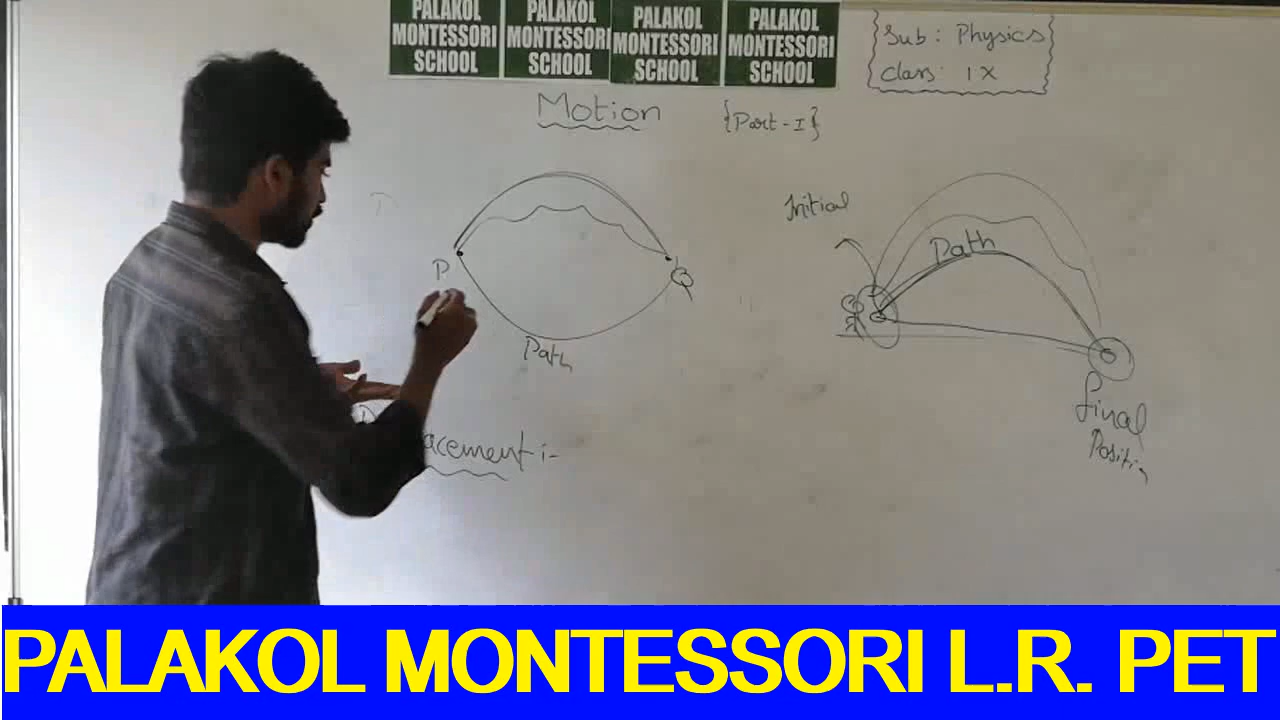 PALAKOL
MONTESSORI
SCHOOL
PALAKOL
MONTESSORI
SCHOOL
PALAKOL
MONTESSORI
SCHOOL
PALAKOL
MONTESSORI
SCHOOL
Sub : Physics
Class: IX
Motion
{Part-I}
Initial
Path
P
Q
Path
final
Position
acement :-
PALAKOL MONTESSORI L.R. PET